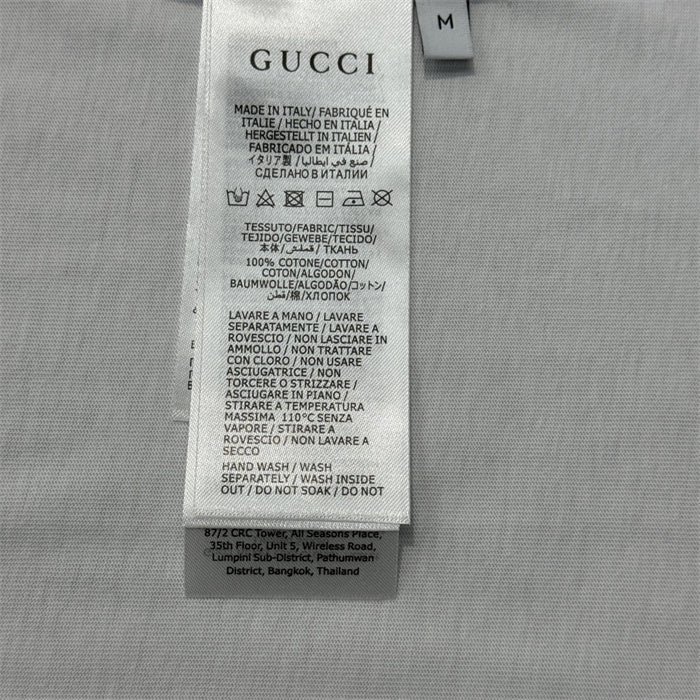 M
GUCCI
MADE IN ITALY/ FABRIQUÉ EN
ITALIE / HECHO EN ITALIA/
HERGESTELLT IN ITALIEN /
FABRICADO EM ITÁLIA /
イタリア製 / صنع في ايطاليا /
СДЕЛАНО В ИТАЛИИ
TESSUTO/FABRIC/TISSU/
TEJIDO/GEWEBE/TECIDO/
本体/ قماش/ ТКАНЬ
100% COTONE/COTTON/
COTON/ALGODON/
BAUMWOLLE/ALGODÃO/コットン/
قطن/棉/ХЛОПОК
LAVARE A MANO / LAVARE
SEPARATAMENTE / LAVARE A
ROVESCIO / NON LASCIARE IN
AMMOLLO / NON TRATTARE
CON CLORO / NON USARE
ASCIUGATRICE / NON
TORCERE O STRIZZARE /
ASCIUGARE IN PIANO /
STIRARE A TEMPERATURA
MASSIMA 110°C SENZA
VAPORE / STIRARE A
ROVESCIO / NON LAVARE A
SECCO
HAND WASH / WASH
SEPARATELY / WASH INSIDE
OUT / DO NOT SOAK / DO NOT
87/2 CRC Tower, All Seasons Place,
35th Floor, Unit 5, Wireless Road,
Lumpini Sub-District, Pathumwan
District, Bangkok, Thailand